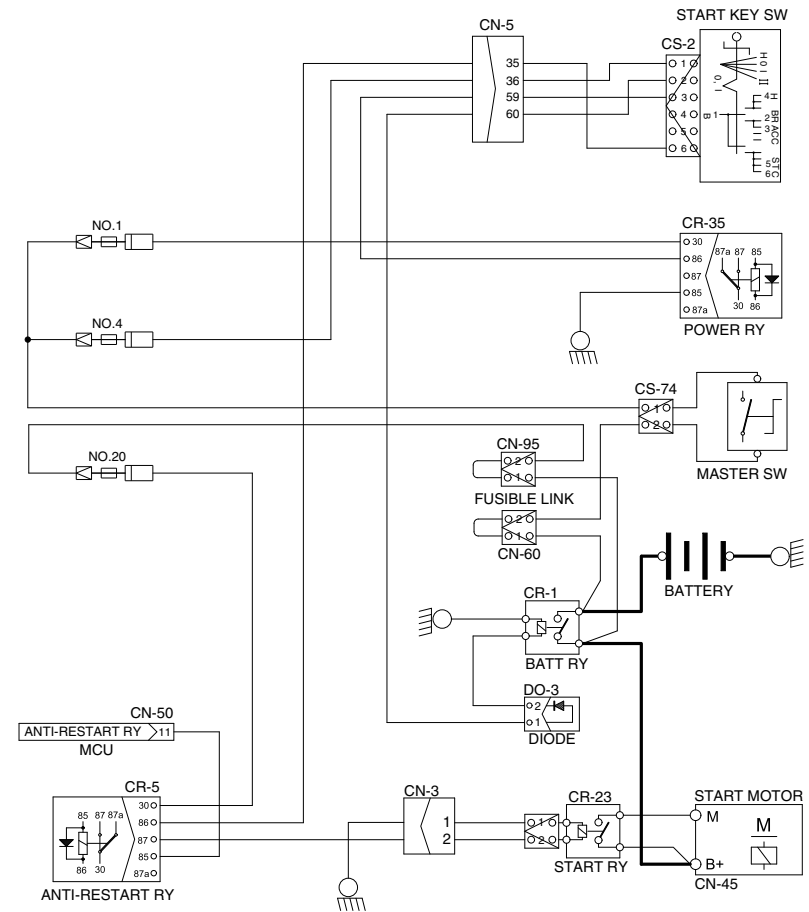 START KEY SW
CN-5
CS-2
35
36
59
60
1
2
3
4
5
6
H O I II
0, I
B 1
4 H
2 BR
3 ACC
5 ST
6 C
NO.1
CR-35
30
86
87
85
87a
87a 87 85
30 86
POWER RY
NO.4
CS-74
1
2
MASTER SW
NO.20
CN-95
2
1
FUSIBLE LINK
2
1
CN-60
BATTERY
CR-1
BATT RY
DO-3
2
1
DIODE
CN-50
ANTI-RESTART RY 11
MCU
CR-5
85 87 87a
86 30
30
86
87
85
87a
ANTI-RESTART RY
CN-3
1
2
1
2
CR-23
START RY
START MOTOR
M
M
B+
CN-45